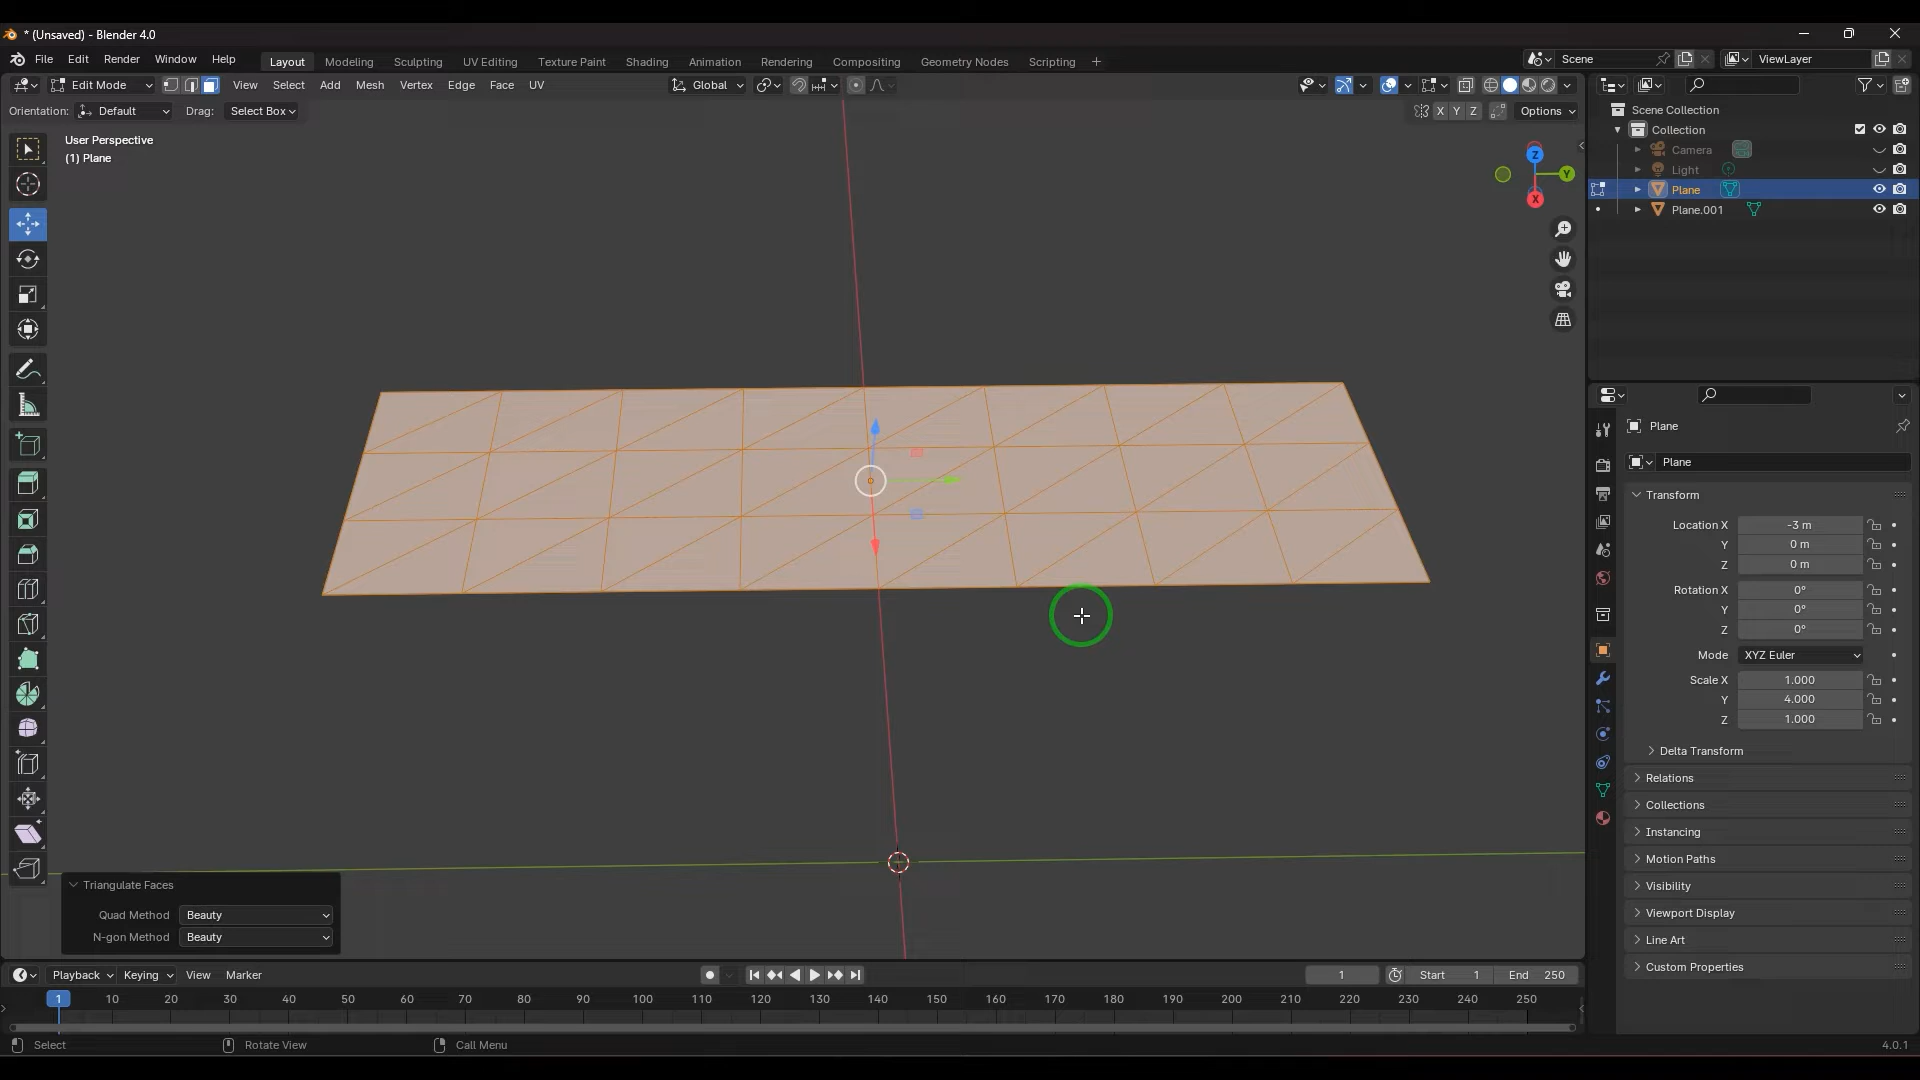 * (Unsaved) - Blender 4.0
File Edit Render Window Help
Layout Modeling Sculpting UV Editing Texture Paint Shading Animation Rendering Compositing Geometry Nodes Scripting +
Scene
ViewLayer
Edit Mode View Select Add Mesh Vertex Edge Face UV
Global
Orientation: Default Drag: Select Box
X Y Z Options
User Perspective
(1) Plane
Z
Y
X
Scene Collection
Collection
Camera
Light
Plane
Plane.001
Plane
Plane
Transform
Location X -3 m
Y 0 m
Z 0 m
Rotation X 0°
Y 0°
Z 0°
Mode XYZ Euler
Scale X 1.000
Y 4.000
Z 1.000
Delta Transform
Relations
Collections
Instancing
Motion Paths
Visibility
Viewport Display
Line Art
Custom Properties
Triangulate Faces
Quad Method Beauty
N-gon Method Beauty
Playback Keying View Marker
1 Start 1 End 250
1 10 20 30 40 50 60 70 80 90 100 110 120 130 140 150 160 170 180 190 200 210 220 230 240 250
Select Rotate View Call Menu
4.0.1